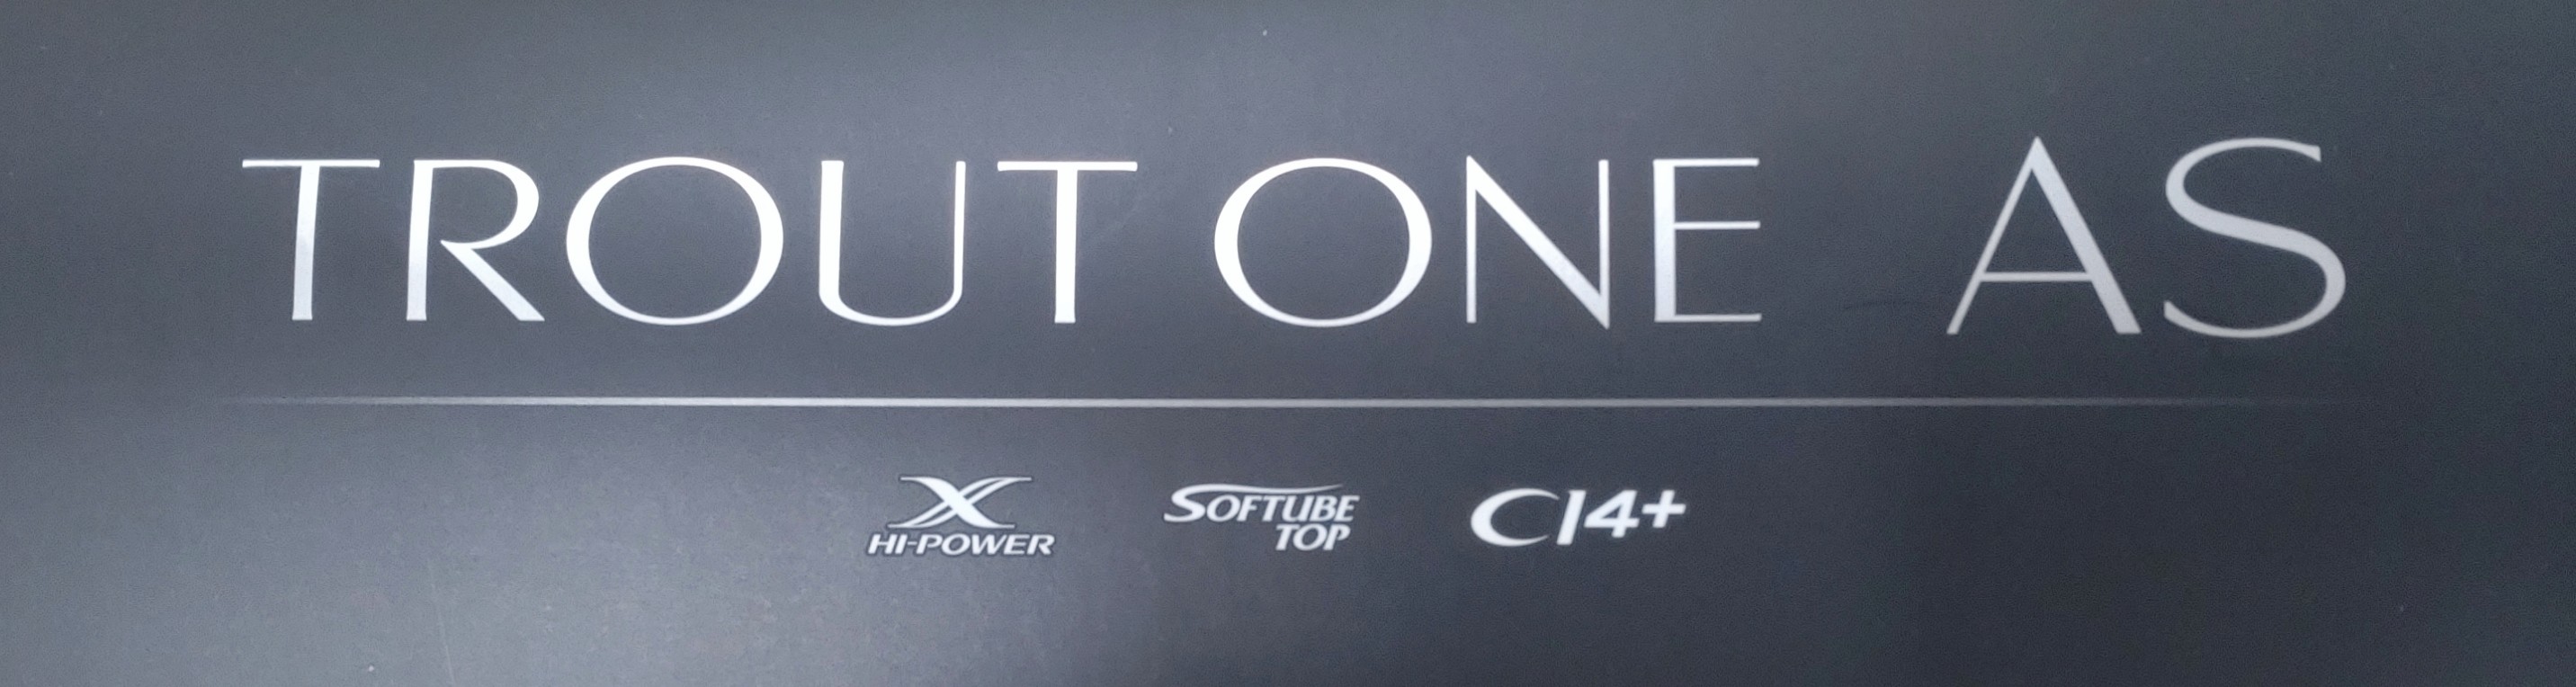 TROUT ONE AS
X HI-POWER SOFTUBE TOP CI4+